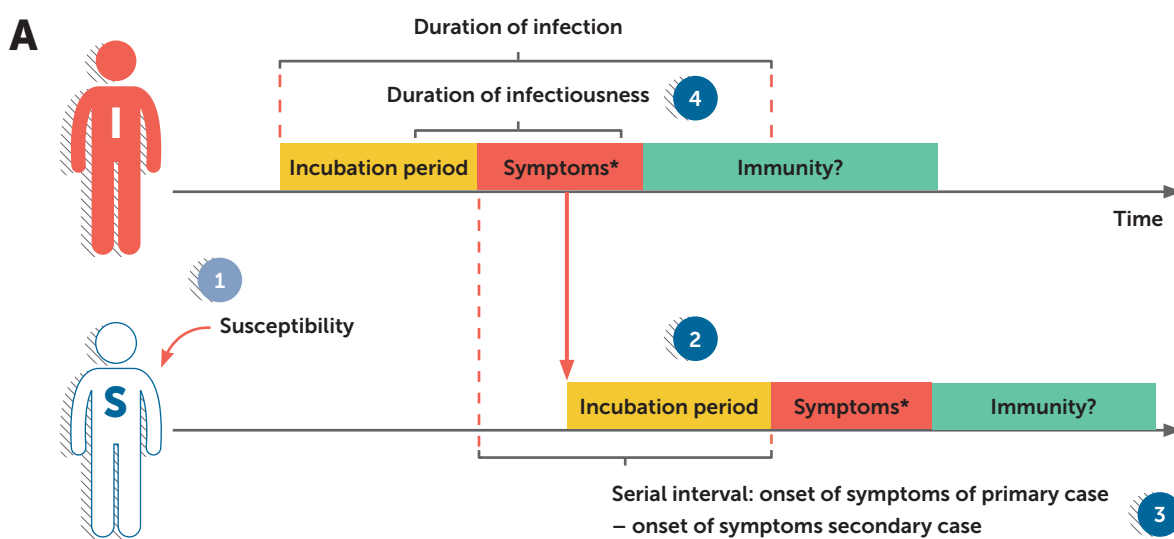 A
Duration of infection
Duration of infectiousness
4
I
Incubation period
Symptoms*
Immunity?
Time
1
Susceptibility
2
S
Incubation period
Symptoms*
Immunity?
Serial interval: onset of symptoms of primary case
– onset of symptoms secondary case
3